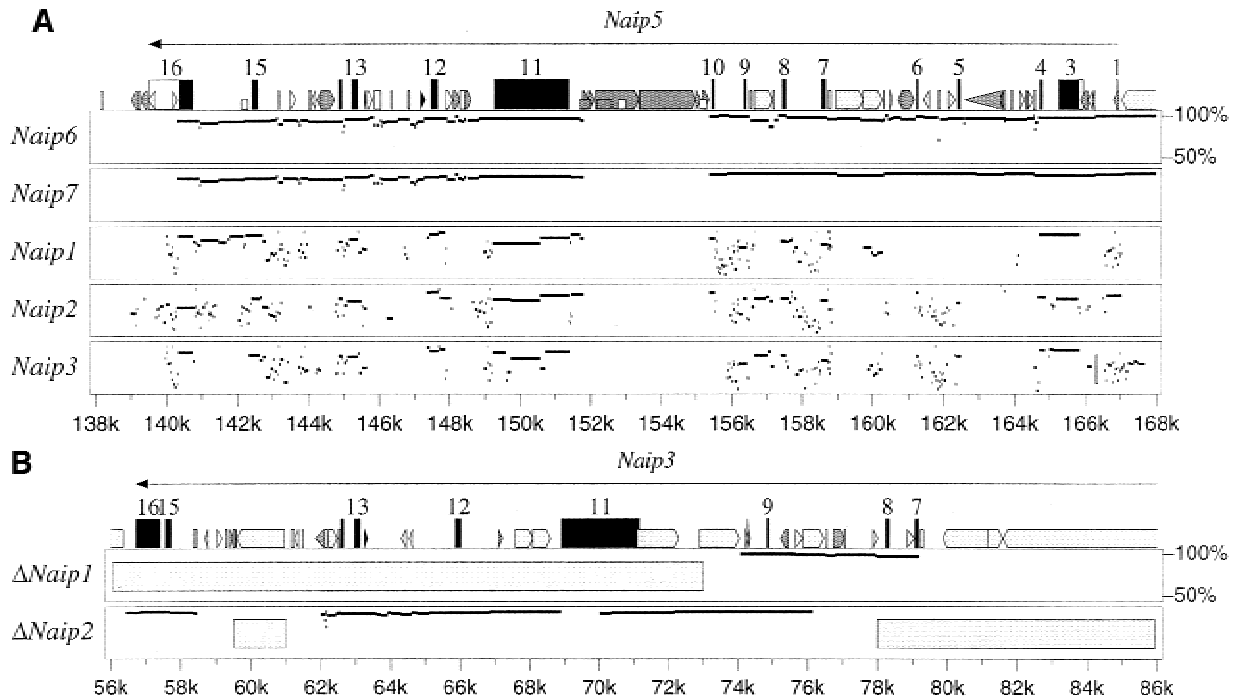 A
Naip5
16 15 13 12 11 10 9 8 7 6 5 4 3 1
Naip6
100%
50%
Naip7
Naip1
Naip2
Naip3
138k 140k 142k 144k 146k 148k 150k 152k 154k 156k 158k 160k 162k 164k 166k 168k
B
Naip3
16 15 13 12 11 9 8 7
ΔNaip1
100%
50%
ΔNaip2
56k 58k 60k 62k 64k 66k 68k 70k 72k 74k 76k 78k 80k 82k 84k 86k